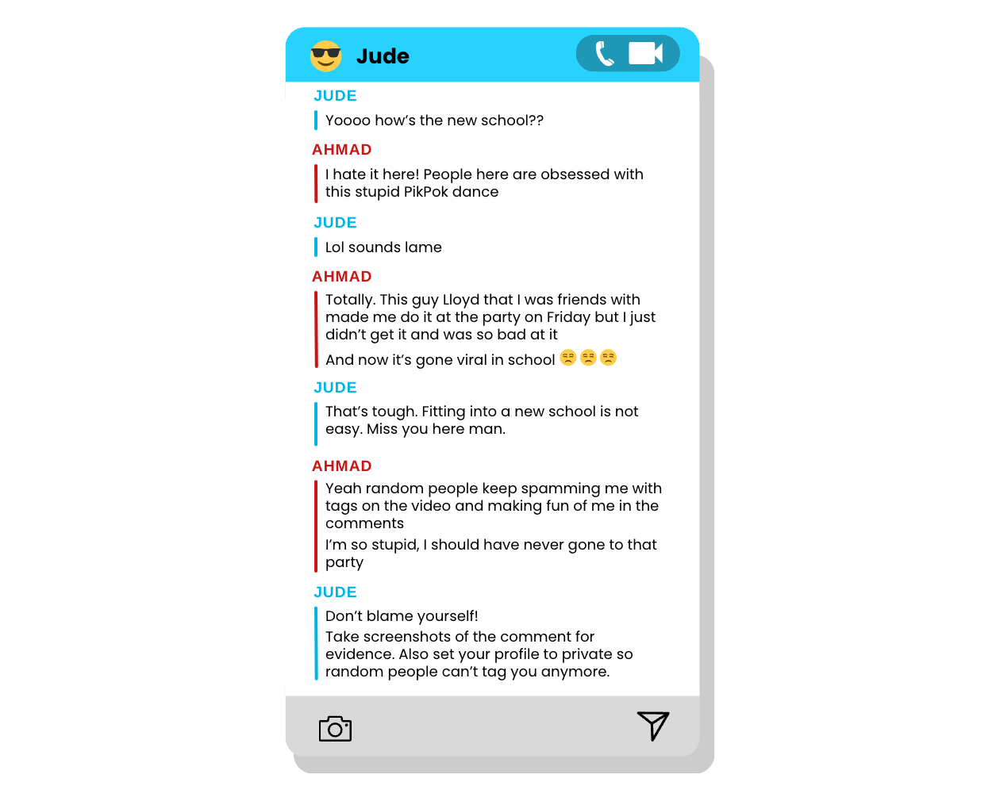 Jude
JUDE
Yoooo how’s the new school??
AHMAD
I hate it here! People here are obsessed with
this stupid PikPok dance
JUDE
Lol sounds lame
AHMAD
Totally. This guy Lloyd that I was friends with
made me do it at the party on Friday but I just
didn’t get it and was so bad at it
And now it’s gone viral in school 😒😒😒
JUDE
That’s tough. Fitting into a new school is not
easy. Miss you here man.
AHMAD
Yeah random people keep spamming me with
tags on the video and making fun of me in the
comments
I’m so stupid, I should have never gone to that
party
JUDE
Don’t blame yourself!
Take screenshots of the comment for
evidence. Also set your profile to private so
random people can’t tag you anymore.